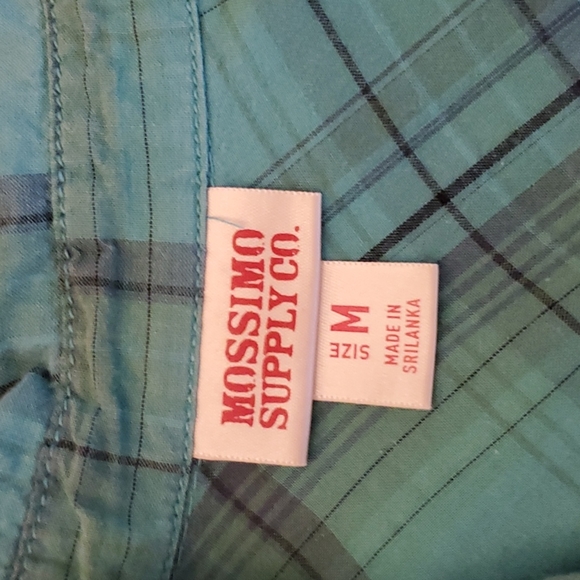 MOSSIMO
SUPPLY CO.
SIZE
M
MADE IN
SRILANKA